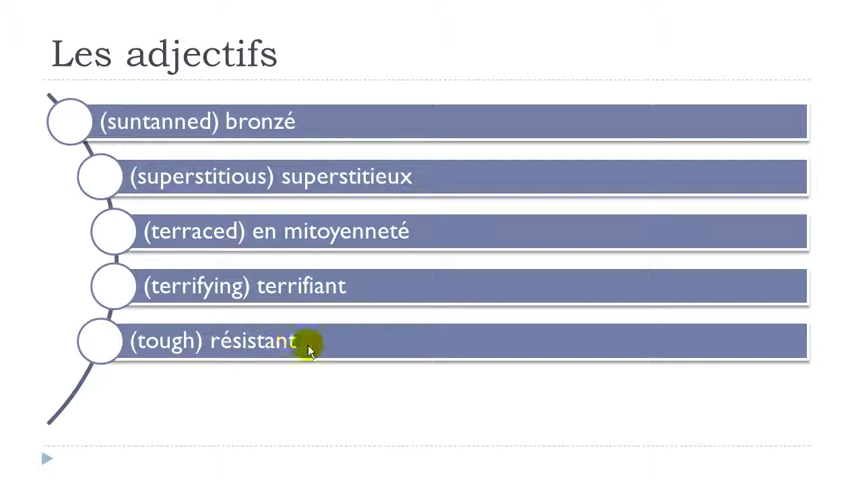 Les adjectifs
(suntanned) bronzé
(superstitious) superstitieux
(terraced) en mitoyenneté
(terrifying) terrifiant
(tough) résistant